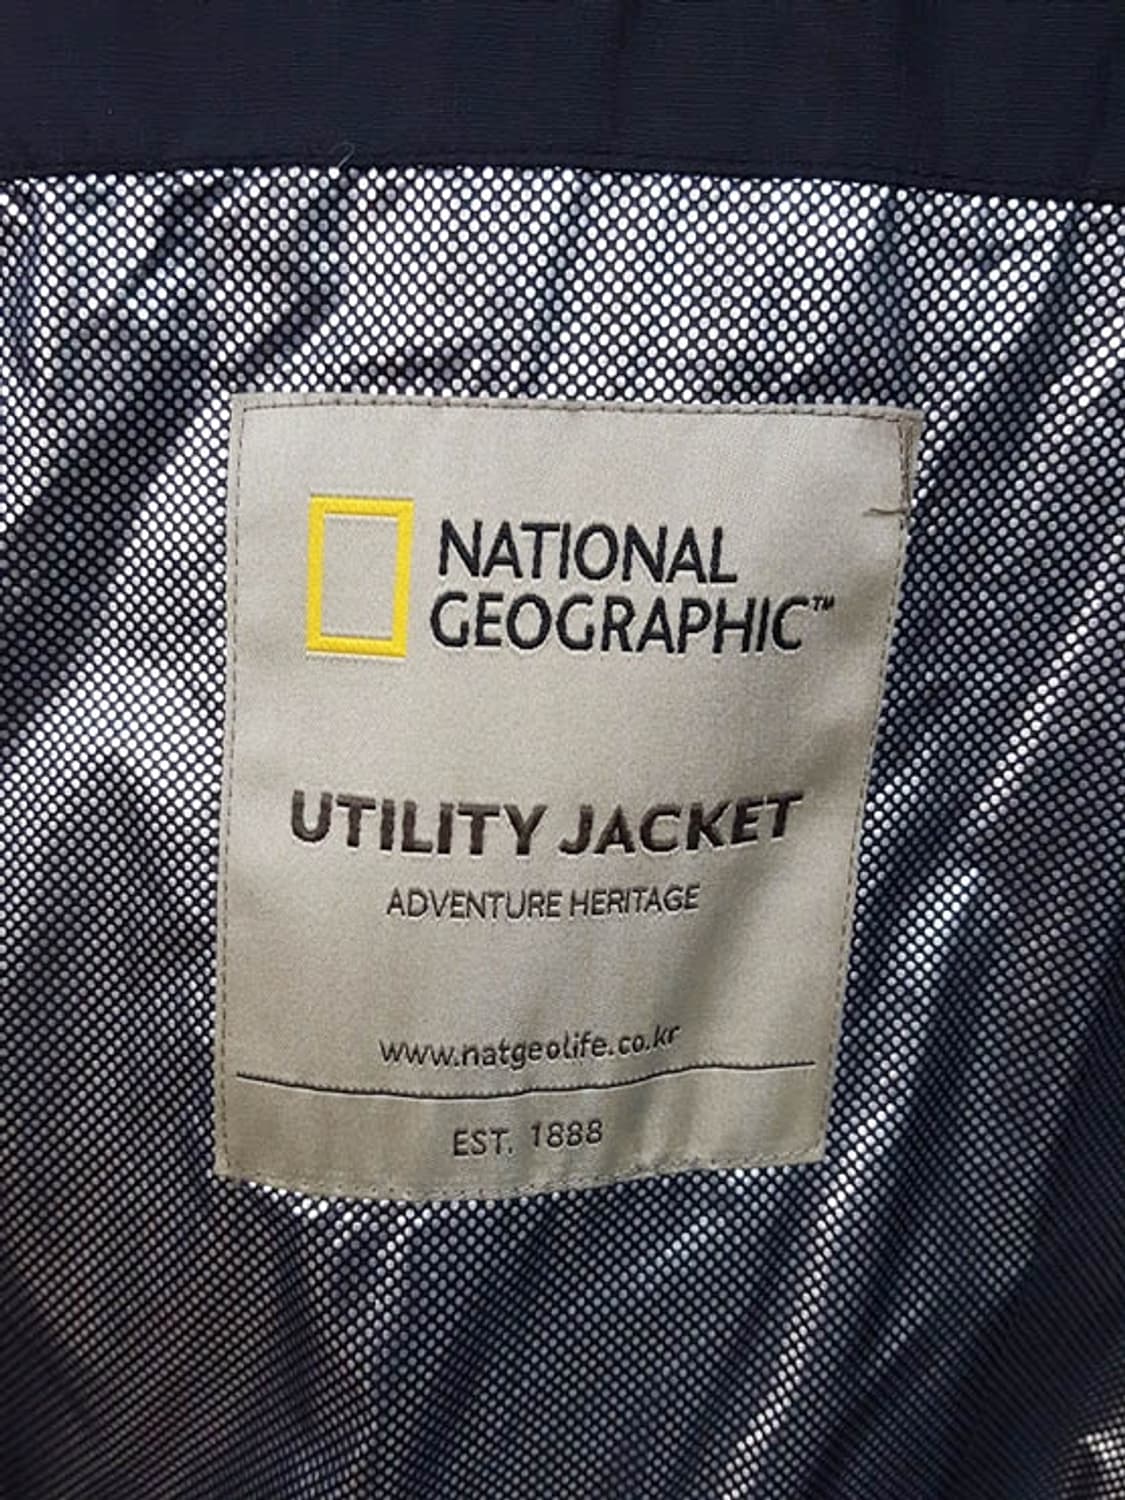 NATIONAL
GEOGRAPHIC™
UTILITY JACKET
ADVENTURE HERITAGE
www.natgeolife.co.kr
EST. 1888